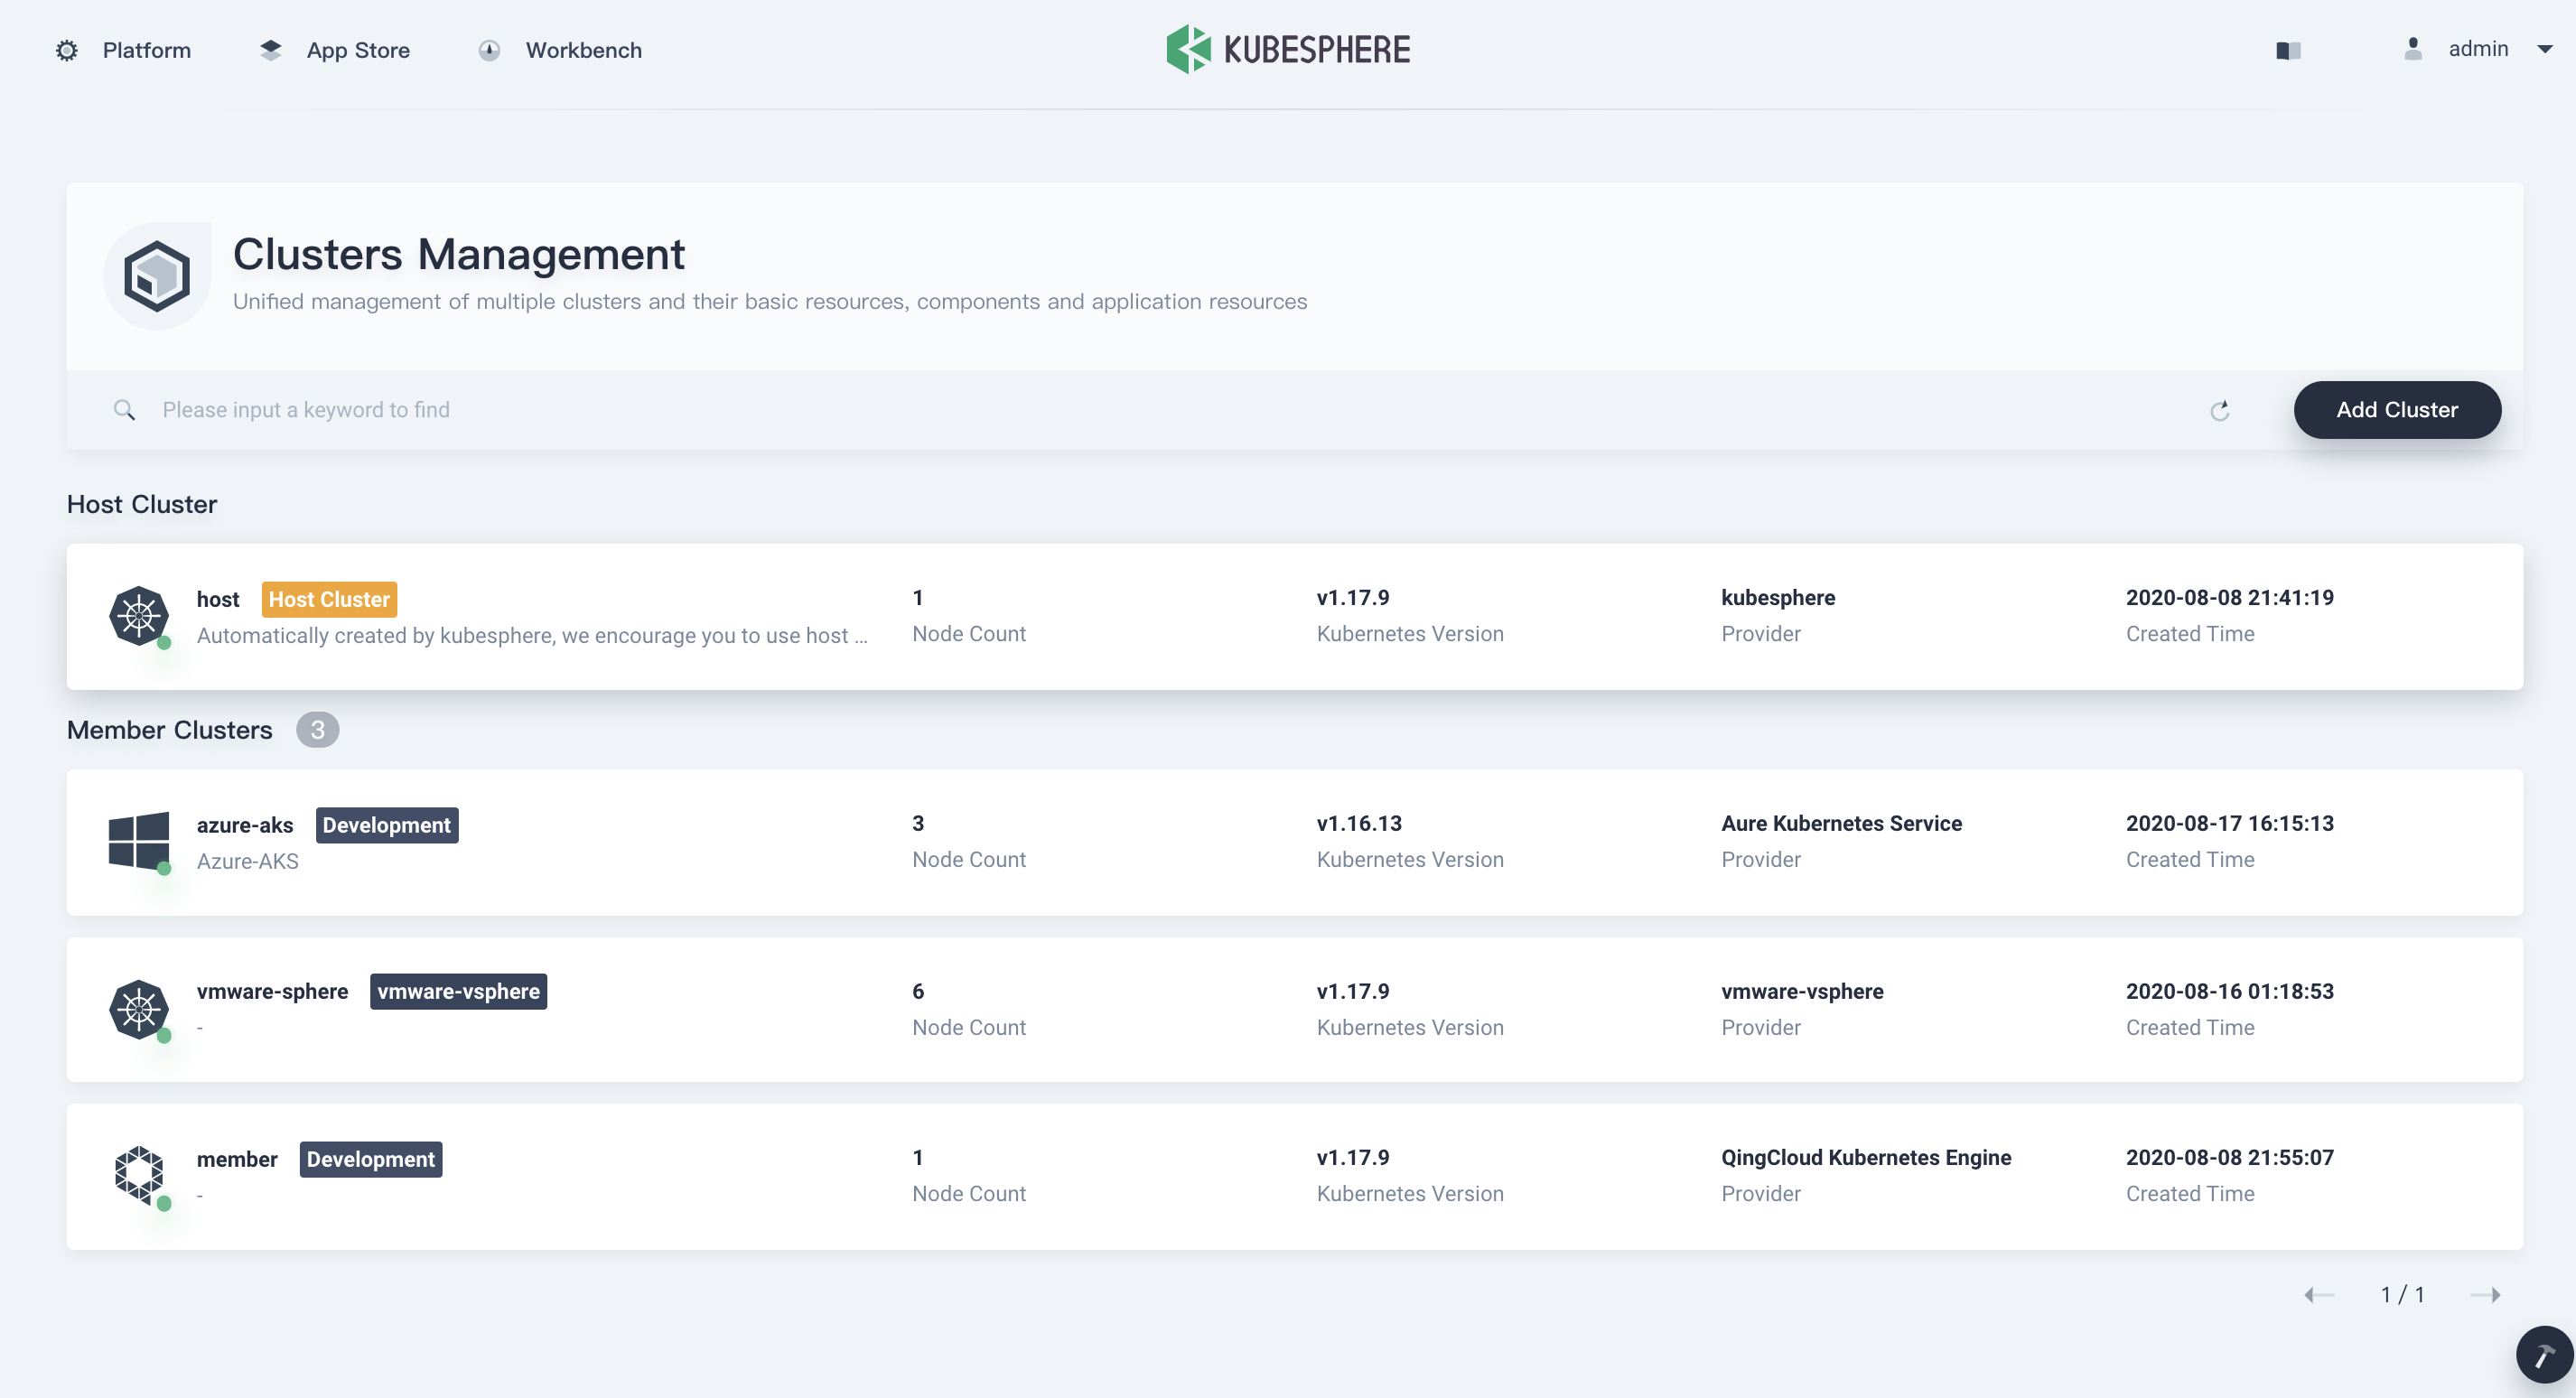 Platform
App Store
Workbench
KUBESPHERE
admin
Clusters Management
Unified management of multiple clusters and their basic resources, components and application resources
Please input a keyword to find
Add Cluster
Host Cluster
host Host Cluster
Automatically created by kubesphere, we encourage you to use host ...
1
Node Count
v1.17.9
Kubernetes Version
kubesphere
Provider
2020-08-08 21:41:19
Created Time
Member Clusters 3
azure-aks Development
Azure-AKS
3
Node Count
v1.16.13
Kubernetes Version
Aure Kubernetes Service
Provider
2020-08-17 16:15:13
Created Time
vmware-sphere vmware-vsphere
-
6
Node Count
v1.17.9
Kubernetes Version
vmware-vsphere
Provider
2020-08-16 01:18:53
Created Time
member Development
-
1
Node Count
v1.17.9
Kubernetes Version
QingCloud Kubernetes Engine
Provider
2020-08-08 21:55:07
Created Time
1 / 1